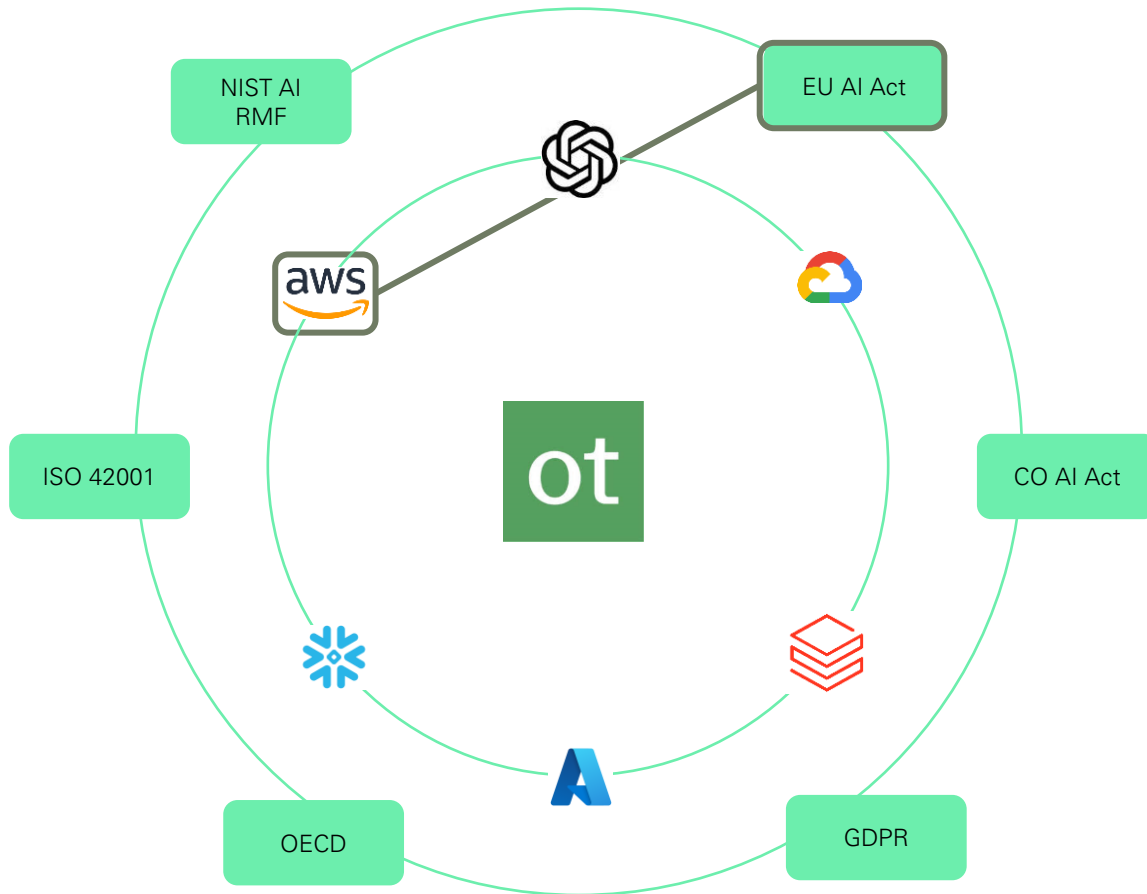 NIST AI
RMF
EU AI Act
aws
ISO 42001
ot
CO AI Act
OECD
GDPR